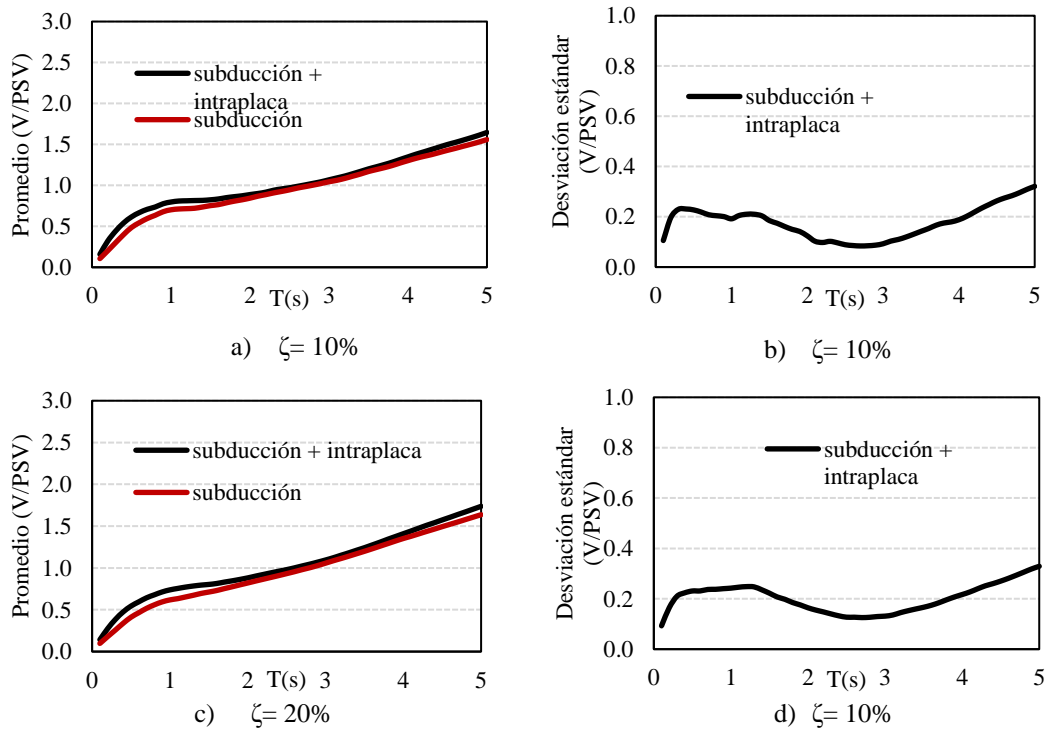 Promedio (V/PSV)
3.0
2.5
2.0
1.5
1.0
0.5
0.0
subducción +
intraplaca
subducción
0 1 2 3 4 5
T(s)
a) ζ= 10%
Desviación estándar
(V/PSV)
1.0
0.8
0.6
0.4
0.2
0.0
subducción +
intraplaca
0 1 2 3 4 5
T(s)
b) ζ= 10%
Promedio (V/PSV)
3.0
2.5
2.0
1.5
1.0
0.5
0.0
subducción + intraplaca
subducción
0 1 2 3 4 5
T(s)
c) ζ= 20%
Desviación estándar
(V/PSV)
1.0
0.8
0.6
0.4
0.2
0.0
subducción +
intraplaca
0 1 2 3 4 5
T(s)
d) ζ= 10%